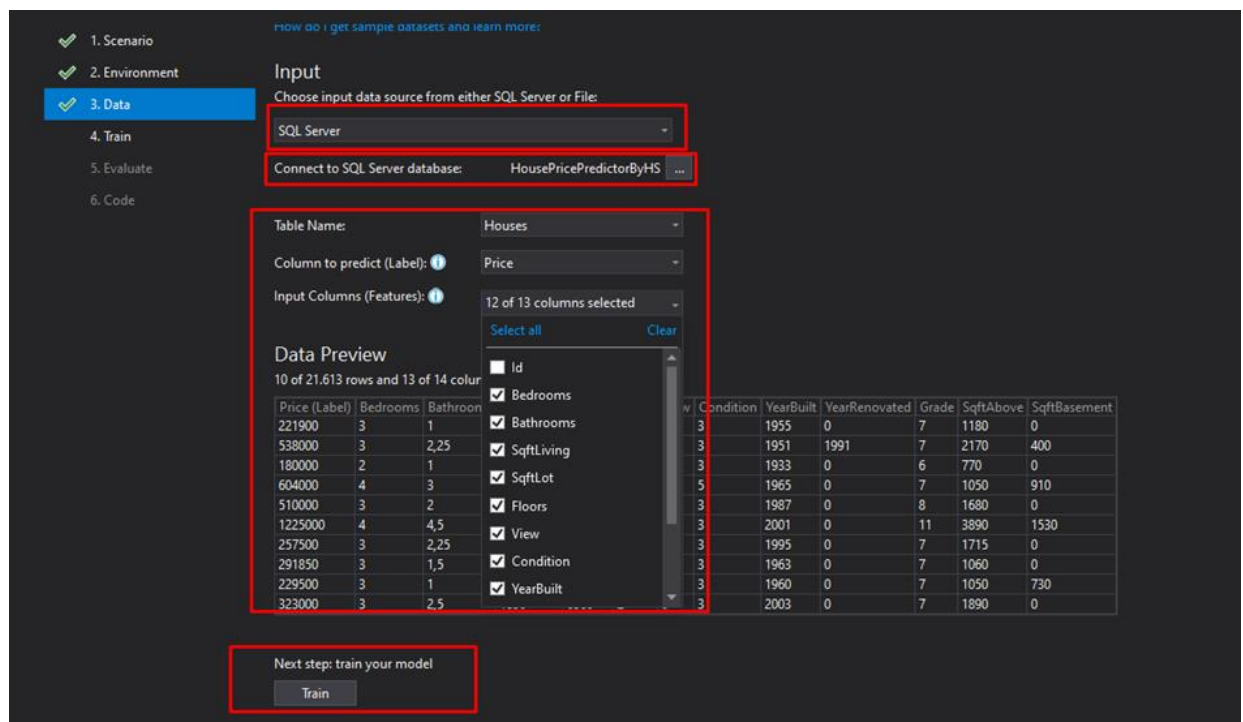 How do I get sample datasets and learn more?
1. Scenario
2. Environment
3. Data
4. Train
5. Evaluate
6. Code
Input
Choose input data source from either SQL Server or File:
SQL Server
Connect to SQL Server database: HousePricePredictorByHS ...
Table Name: Houses
Column to predict (Label): Price
Input Columns (Features): 12 of 13 columns selected
Select all Clear
Id
Bedrooms
Bathrooms
SqftLiving
SqftLot
Floors
View
Condition
YearBuilt
Data Preview
10 of 21.613 rows and 13 of 14 colu
Price (Label) Bedrooms Bathroon w Condition YearBuilt YearRenovated Grade SqftAbove SqftBasement
221900 3 1 3 1955 0 7 1180 0
538000 3 2,25 3 1951 1991 7 2170 400
180000 2 1 3 1933 0 6 770 0
604000 4 3 5 1965 0 7 1050 910
510000 3 2 3 1987 0 8 1680 0
1225000 4 4,5 3 2001 0 11 3890 1530
257500 3 2,25 3 1995 0 7 1715 0
291850 3 1,5 3 1963 0 7 1060 0
229500 3 1 3 1960 0 7 1050 730
323000 3 2,5 3 2003 0 7 1890 0
Next step: train your model
Train